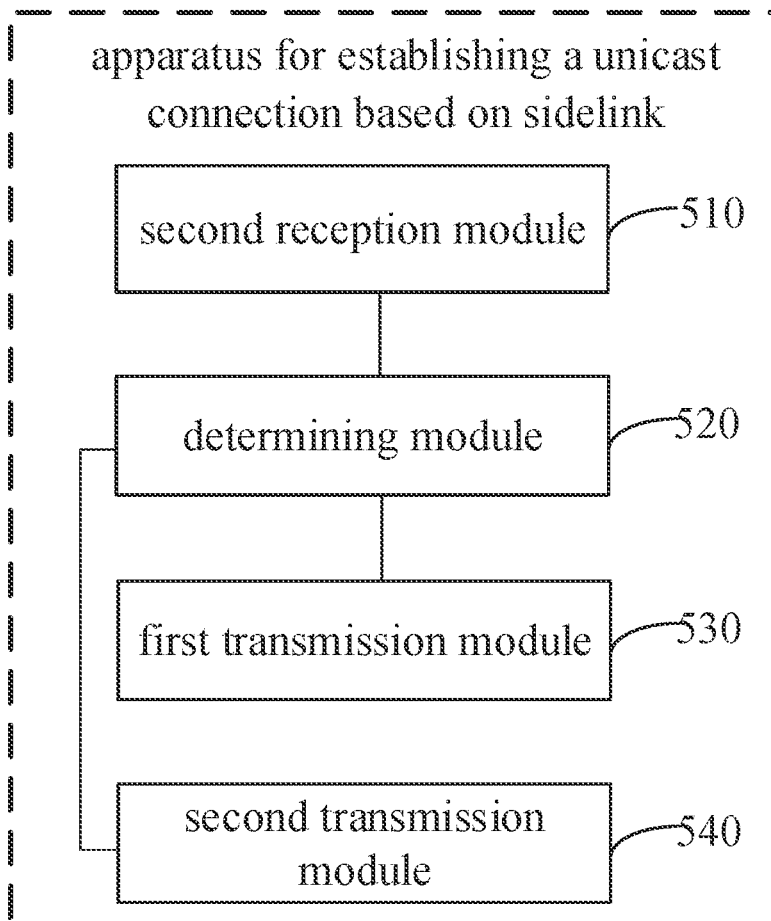 apparatus for establishing a unicast
connection based on sidelink
second reception module
510
determining module
520
first transmission module
530
second transmission
module
540